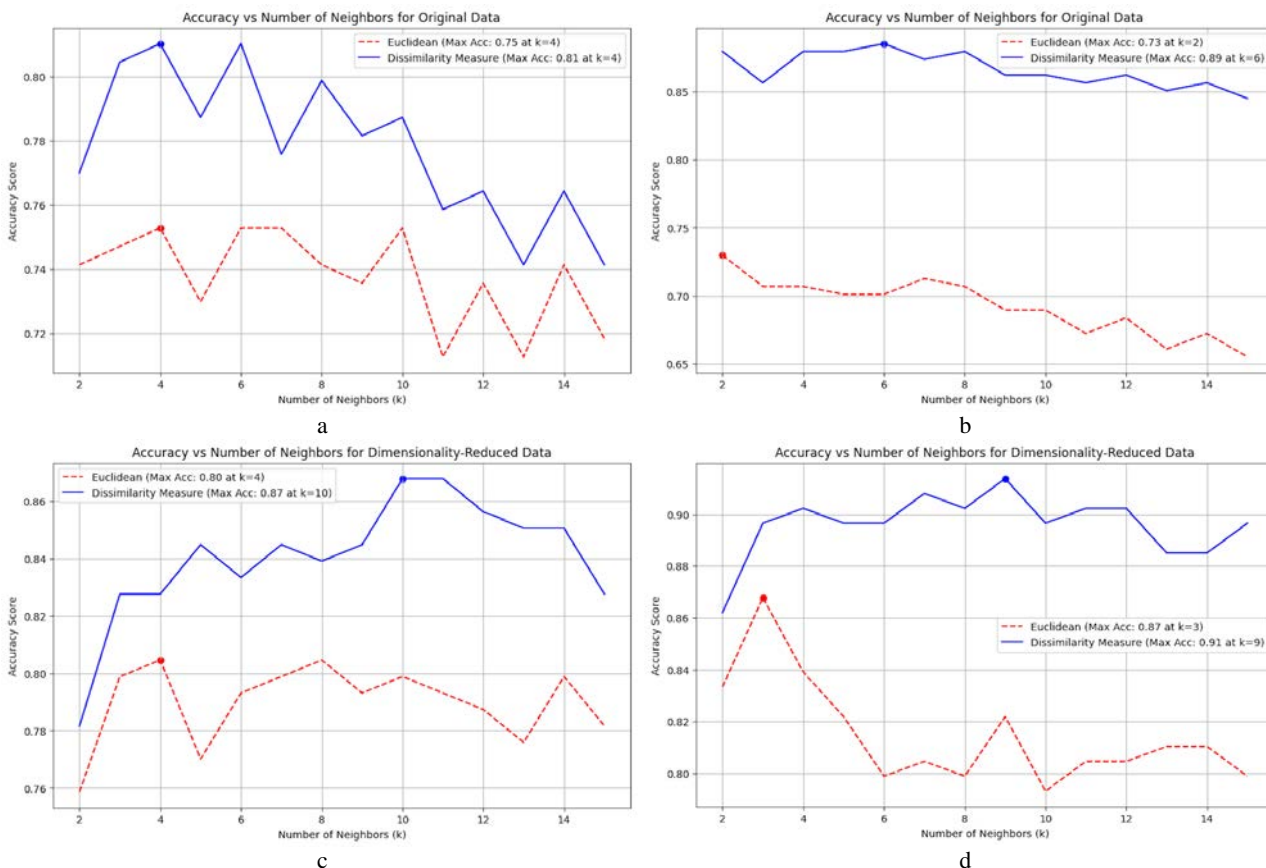 Accuracy vs Number of Neighbors for Original Data
Euclidean (Max Acc: 0.75 at k=4)
Dissimilarity Measure (Max Acc: 0.81 at k=4)
Accuracy Score
0.80
0.78
0.76
0.74
0.72
2 4 6 8 10 12 14
Number of Neighbors (k)
a
Accuracy vs Number of Neighbors for Original Data
Euclidean (Max Acc: 0.73 at k=2)
Dissimilarity Measure (Max Acc: 0.89 at k=6)
Accuracy Score
0.85
0.80
0.75
0.70
0.65
2 4 6 8 10 12 14
Number of Neighbors (k)
b
Accuracy vs Number of Neighbors for Dimensionality-Reduced Data
Euclidean (Max Acc: 0.80 at k=4)
Dissimilarity Measure (Max Acc: 0.87 at k=10)
Accuracy Score
0.86
0.84
0.82
0.80
0.78
0.76
2 4 6 8 10 12 14
Number of Neighbors (k)
c
Accuracy vs Number of Neighbors for Dimensionality-Reduced Data
Euclidean (Max Acc: 0.87 at k=3)
Dissimilarity Measure (Max Acc: 0.91 at k=9)
Accuracy Score
0.90
0.88
0.86
0.84
0.82
0.80
2 4 6 8 10 12 14
Number of Neighbors (k)
d